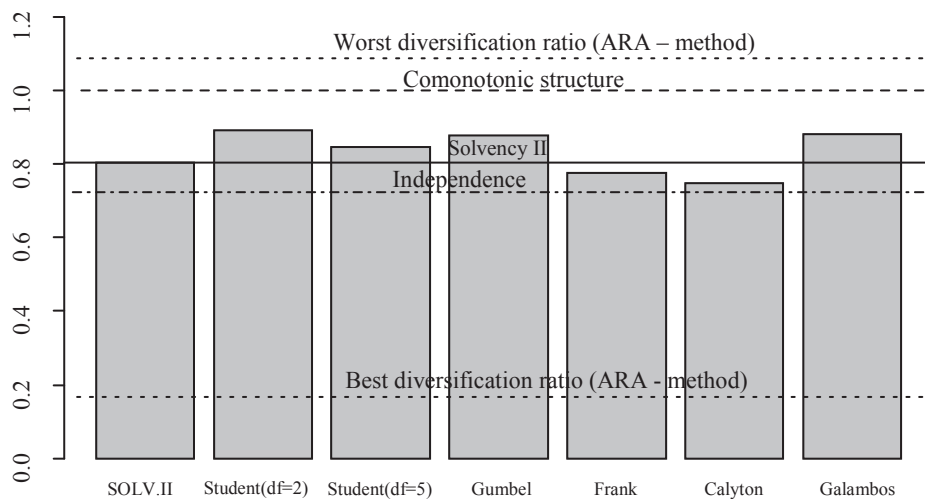 1.2
Worst diversification ratio (ARA – method)
1.0
Comonotonic structure
Solvency II
0.8
Independence
0.6
0.4
Best diversification ratio (ARA - method)
0.2
0.0
SOLV.II Student(df=2) Student(df=5) Gumbel Frank Calyton Galambos